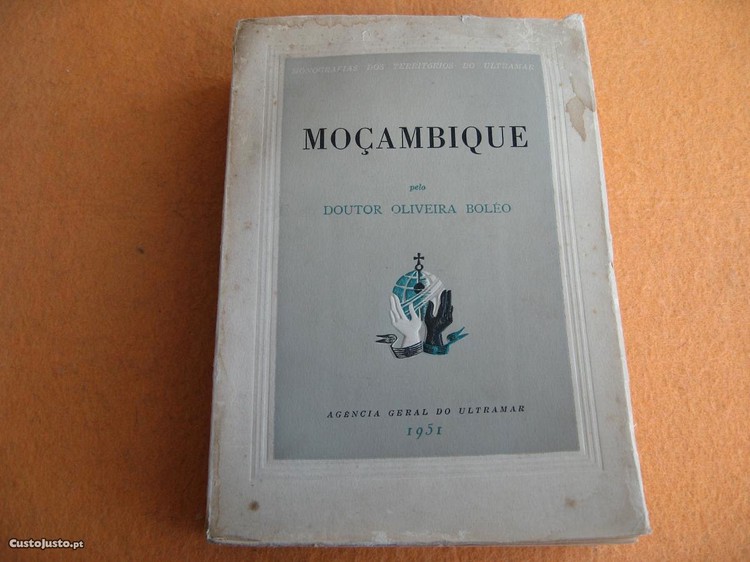 MONOGRAFIAS DOS TERRITÓRIOS DO ULTRAMAR
MOÇAMBIQUE
pelo
DOUTOR OLIVEIRA BOLÉO
AGÊNCIA GERAL DO ULTRAMAR
1951
CustoJusto.pt